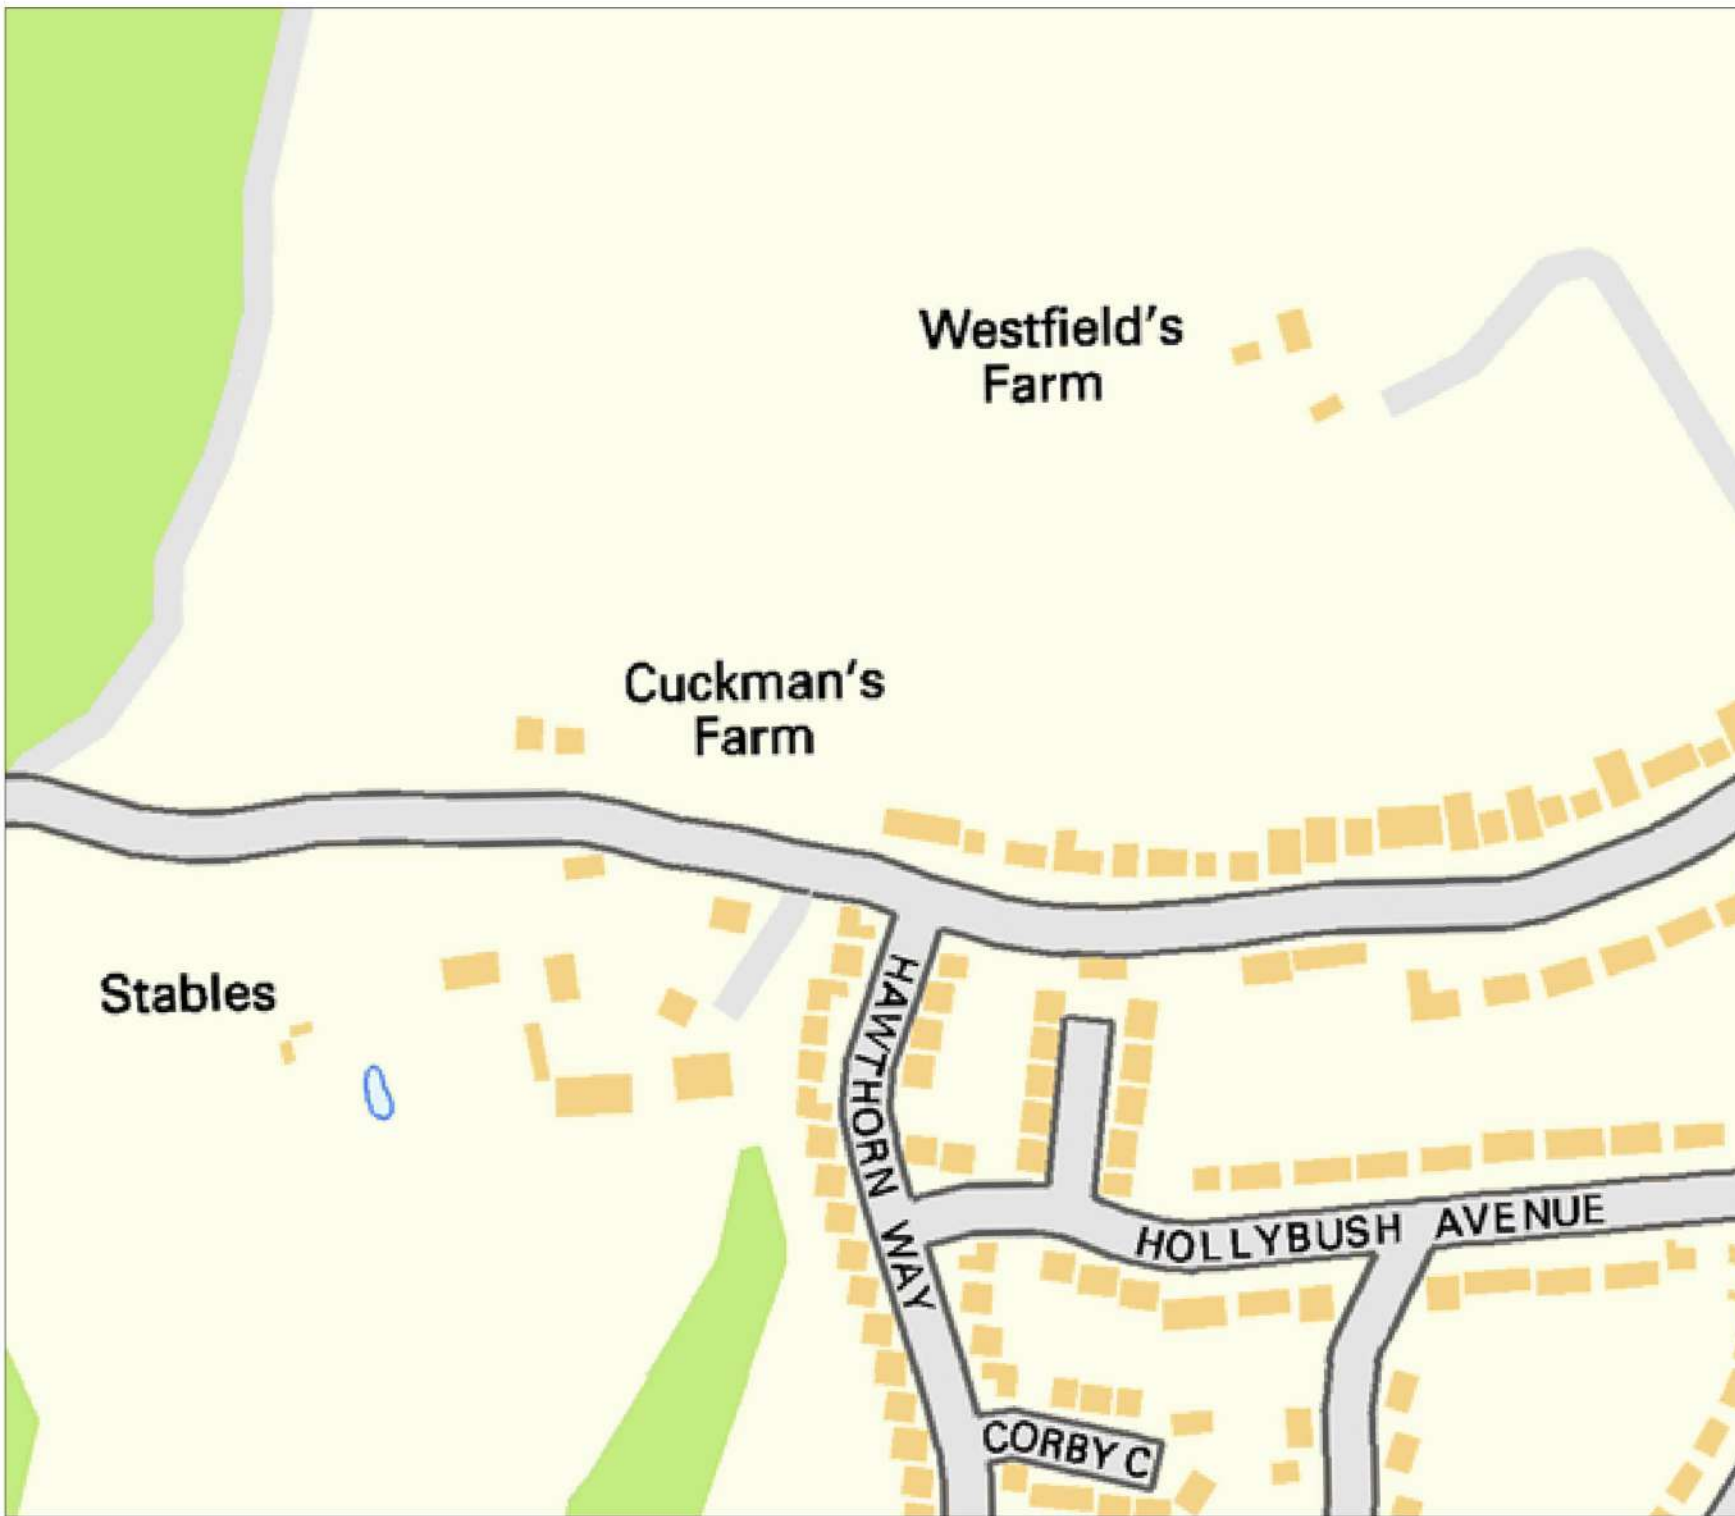 Westfield's
Farm
Cuckman's
Farm
Stables
HAWTHORN WAY
HOLLYBUSH AVENUE
CORBY C